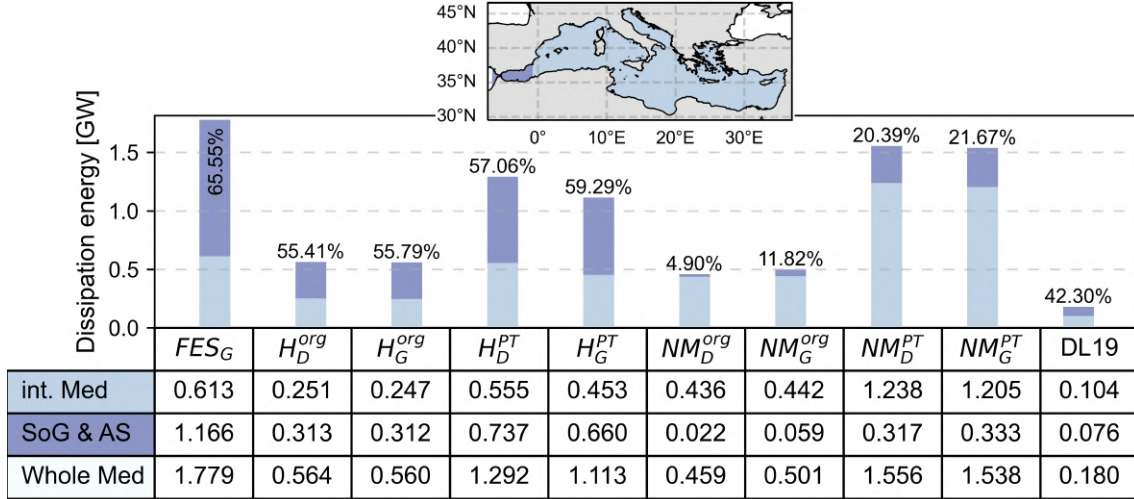 45°N
40°N
35°N
30°N
0° 10°E 20°E 30°E
Dissipation energy [GW]
1.5
1.0
0.5
0.0
65.55%
55.41%
55.79%
57.06%
59.29%
4.90%
11.82%
20.39%
21.67%
42.30%
FES_G H_D^org H_G^org H_D^PT H_G^PT NM_D^org NM_G^org NM_D^PT NM_G^PT DL19
int. Med 0.613 0.251 0.247 0.555 0.453 0.436 0.442 1.238 1.205 0.104
SoG & AS 1.166 0.313 0.312 0.737 0.660 0.022 0.059 0.317 0.333 0.076
Whole Med 1.779 0.564 0.560 1.292 1.113 0.459 0.501 1.556 1.538 0.180